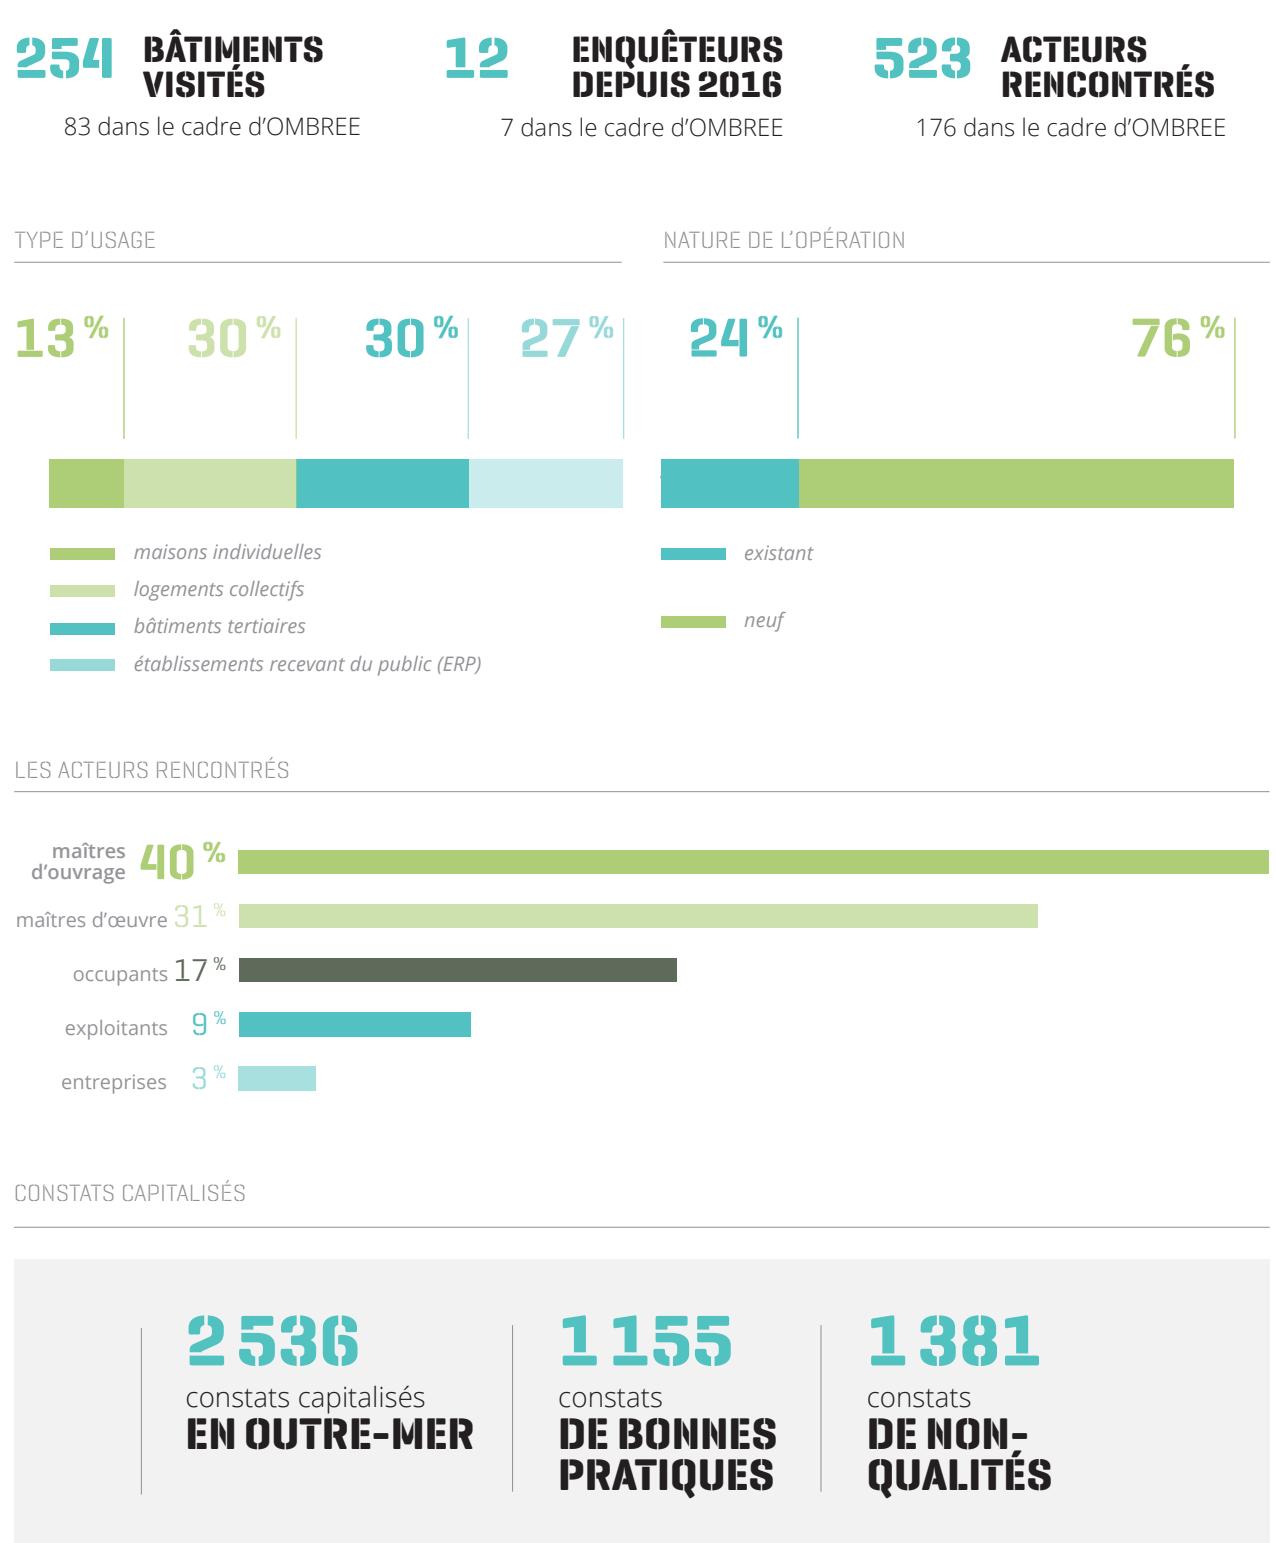 254 BÂTIMENTS
VISITÉS
83 dans le cadre d’OMBREE
12 ENQUÊTEURS
DEPUIS 2016
7 dans le cadre d’OMBREE
523 ACTEURS
RENCONTRÉS
176 dans le cadre d’OMBREE
TYPE D’USAGE
13 % 30 % 30 % 27 %
maisons individuelles
logements collectifs
bâtiments tertiaires
établissements recevant du public (ERP)
NATURE DE L’OPÉRATION
24 % 76 %
existant
neuf
LES ACTEURS RENCONTRÉS
maîtres
d’ouvrage 40 %
maîtres d’œuvre 31 %
occupants 17 %
exploitants 9 %
entreprises 3 %
CONSTATS CAPITALISÉS
2 536
constats capitalisés
EN OUTRE-MER
1 155
constats
DE BONNES
PRATIQUES
1 381
constats
DE NON-
QUALITÉS